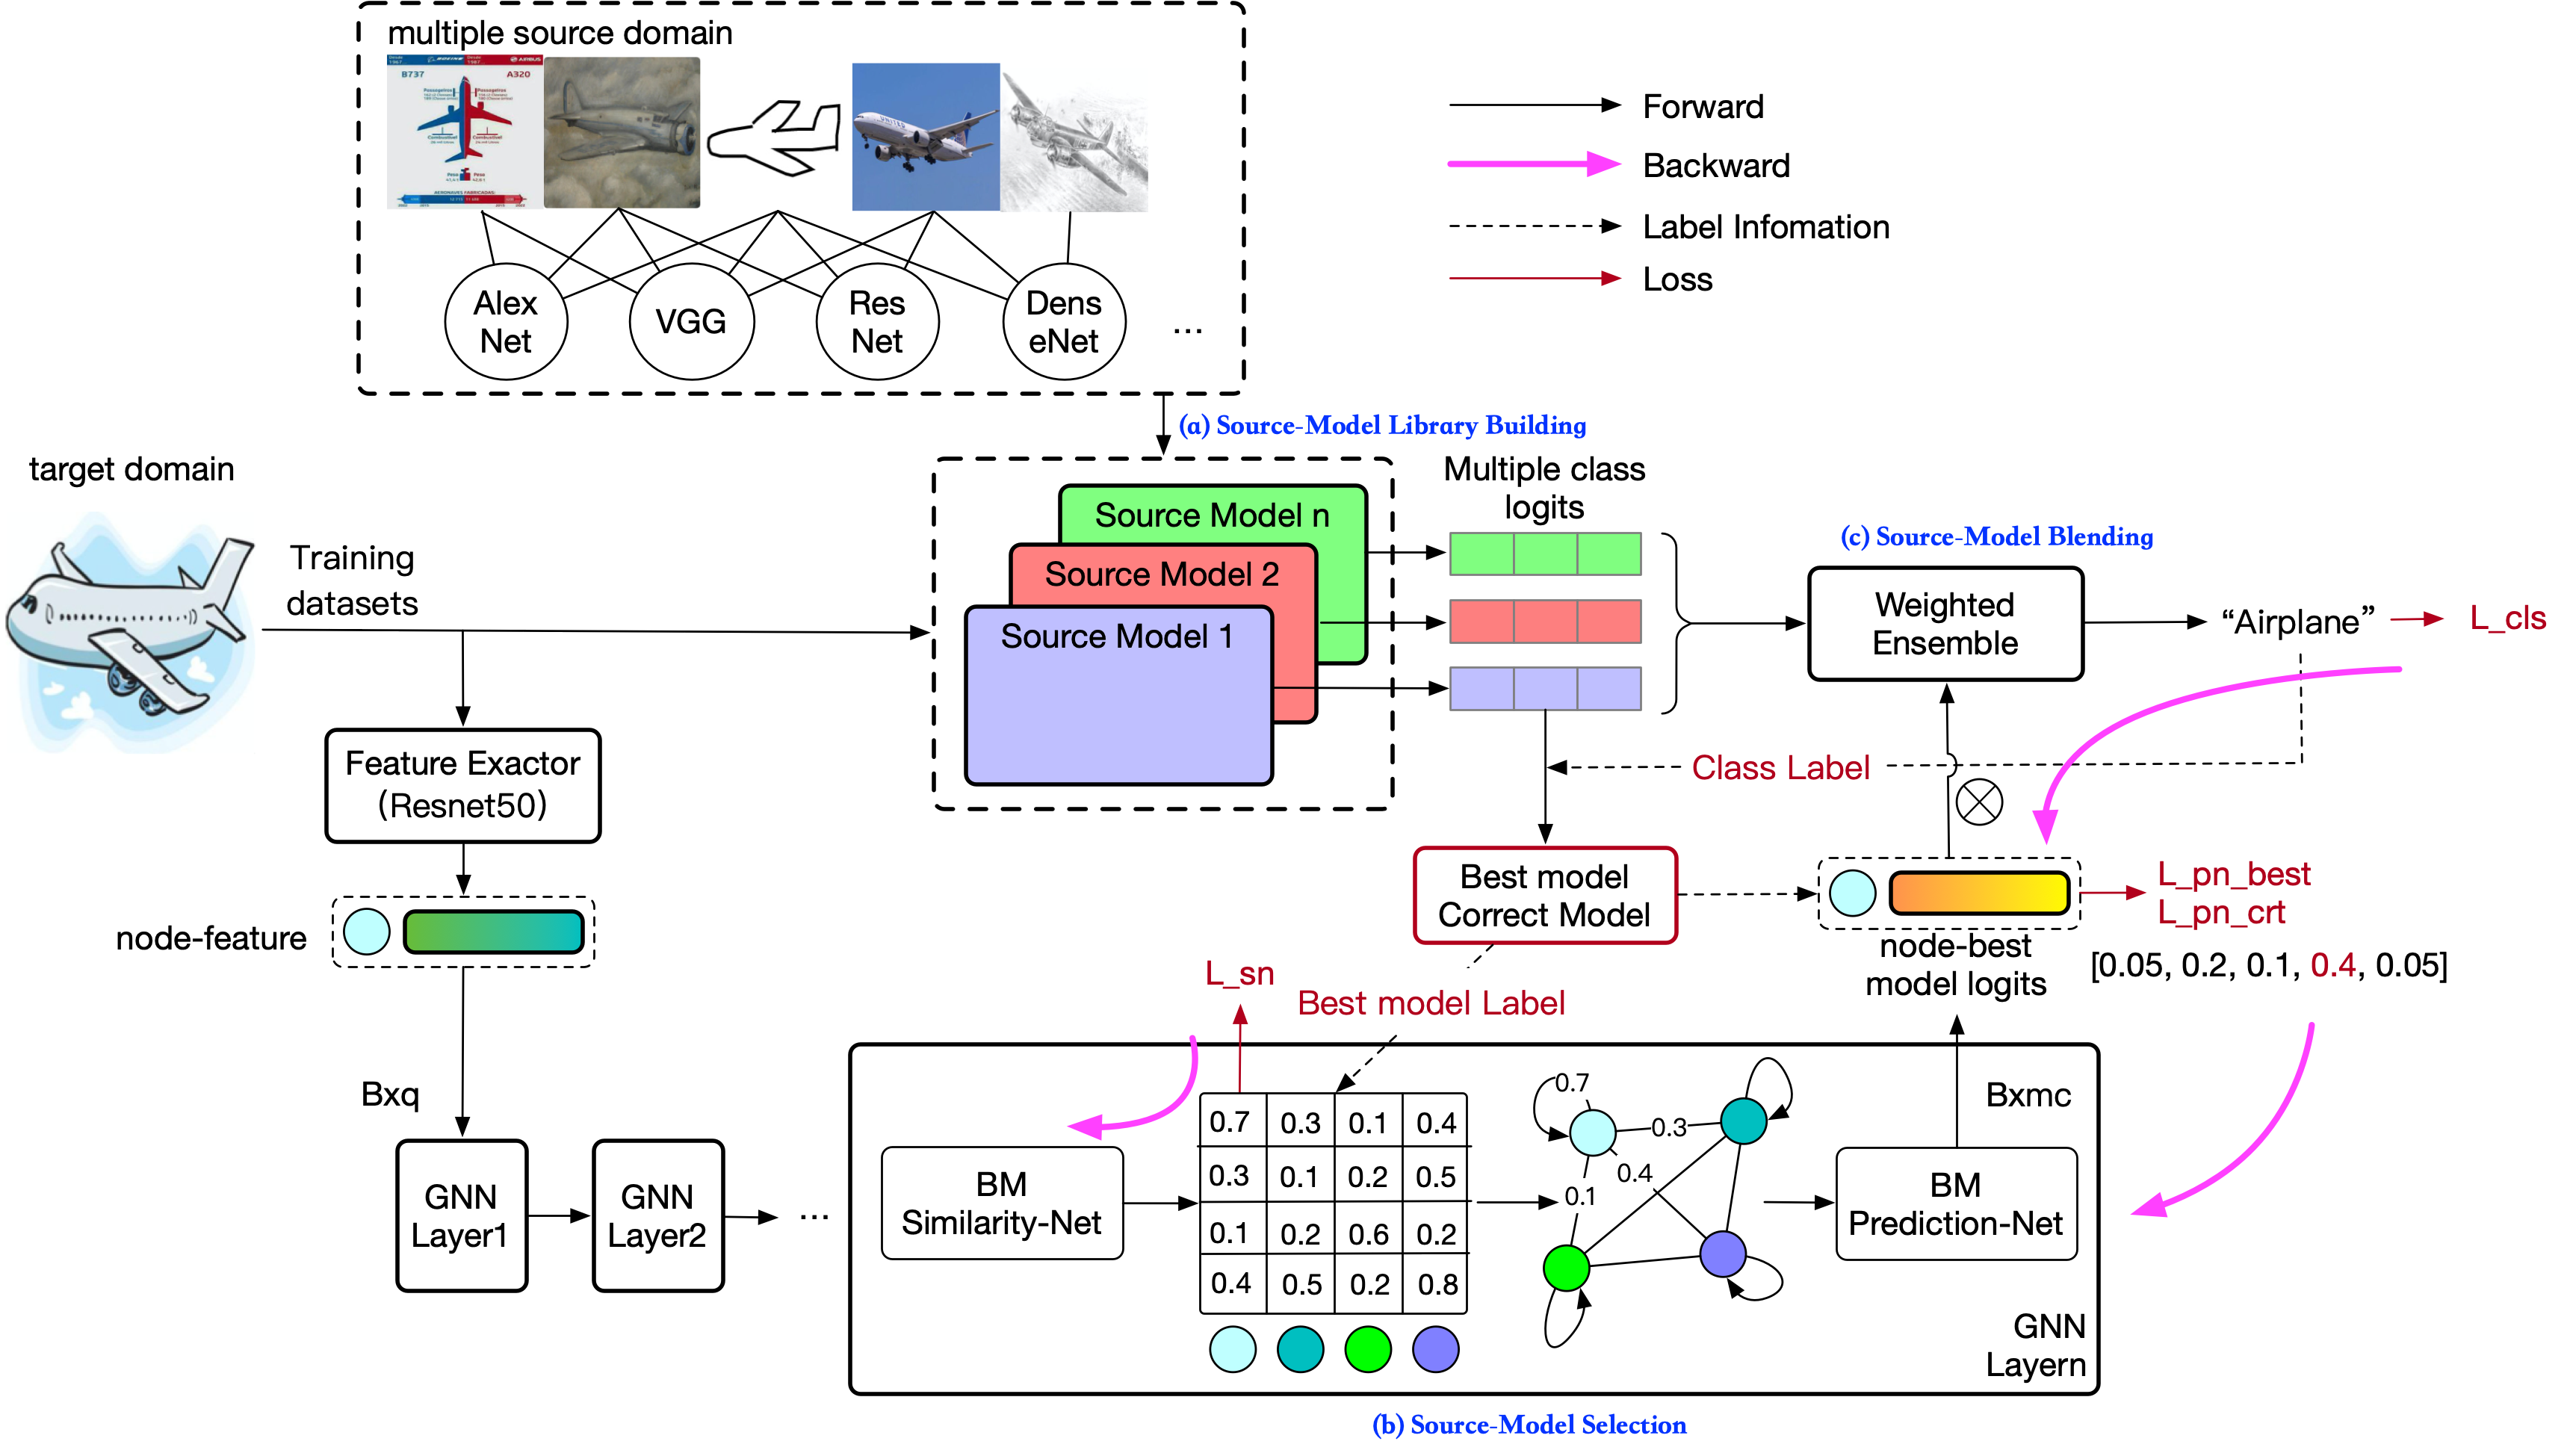 multiple source domain
B737
A320
UNITED
Alex
Net
VGG
Res
Net
Dens
eNet
...
Forward
Backward
Label Infomation
Loss
(a) Source-Model Library Building
target domain
Training
datasets
Source Model n
Source Model 2
Source Model 1
Multiple class
logits
(c) Source-Model Blending
Weighted
Ensemble
“Airplane”
L_cls
Feature Exactor
(Resnet50)
Class Label
node-feature
Best model
Correct Model
L_pn_best
L_pn_crt
node-best
model logits
[0.05, 0.2, 0.1, 0.4, 0.05]
L_sn
Best model Label
Bxq
GNN
Layer1
GNN
Layer2
...
BM
Similarity-Net
0.7 0.3 0.1 0.4
0.3 0.1 0.2 0.5
0.1 0.2 0.6 0.2
0.4 0.5 0.2 0.8
0.7
0.3
0.4
0.1
Bxmc
BM
Prediction-Net
GNN
Layern
(b) Source-Model Selection